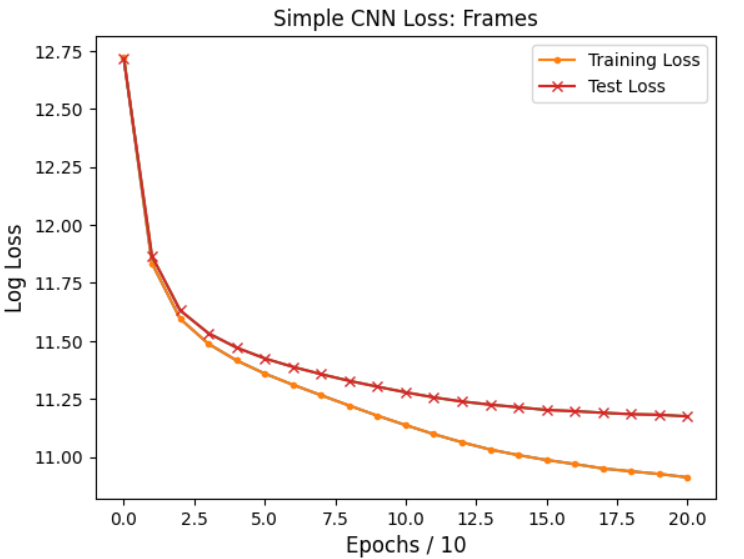 Simple CNN Loss: Frames
Training Loss
Test Loss
12.75
12.50
12.25
12.00
11.75
11.50
11.25
11.00
Log Loss
0.0 2.5 5.0 7.5 10.0 12.5 15.0 17.5 20.0
Epochs / 10